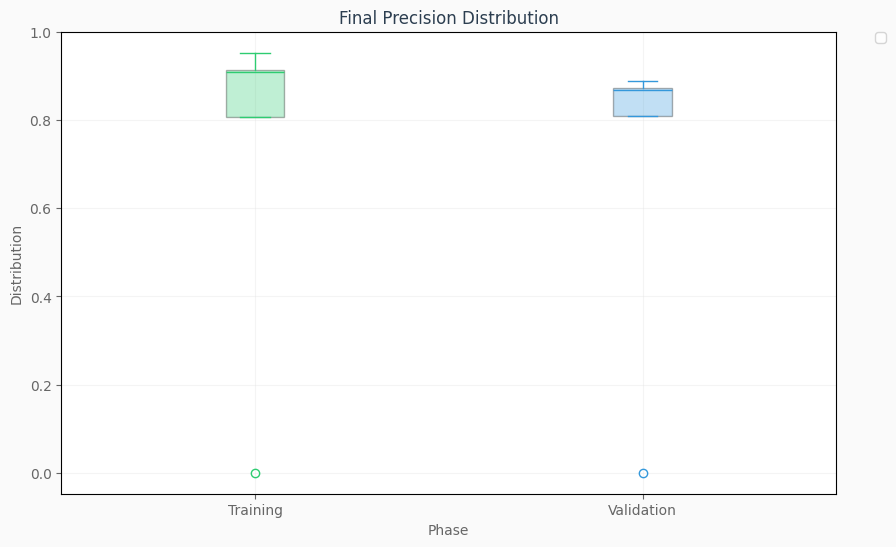 Final Precision Distribution
1.0
0.8
0.6
0.4
0.2
0.0
Distribution
Training
Validation
Phase